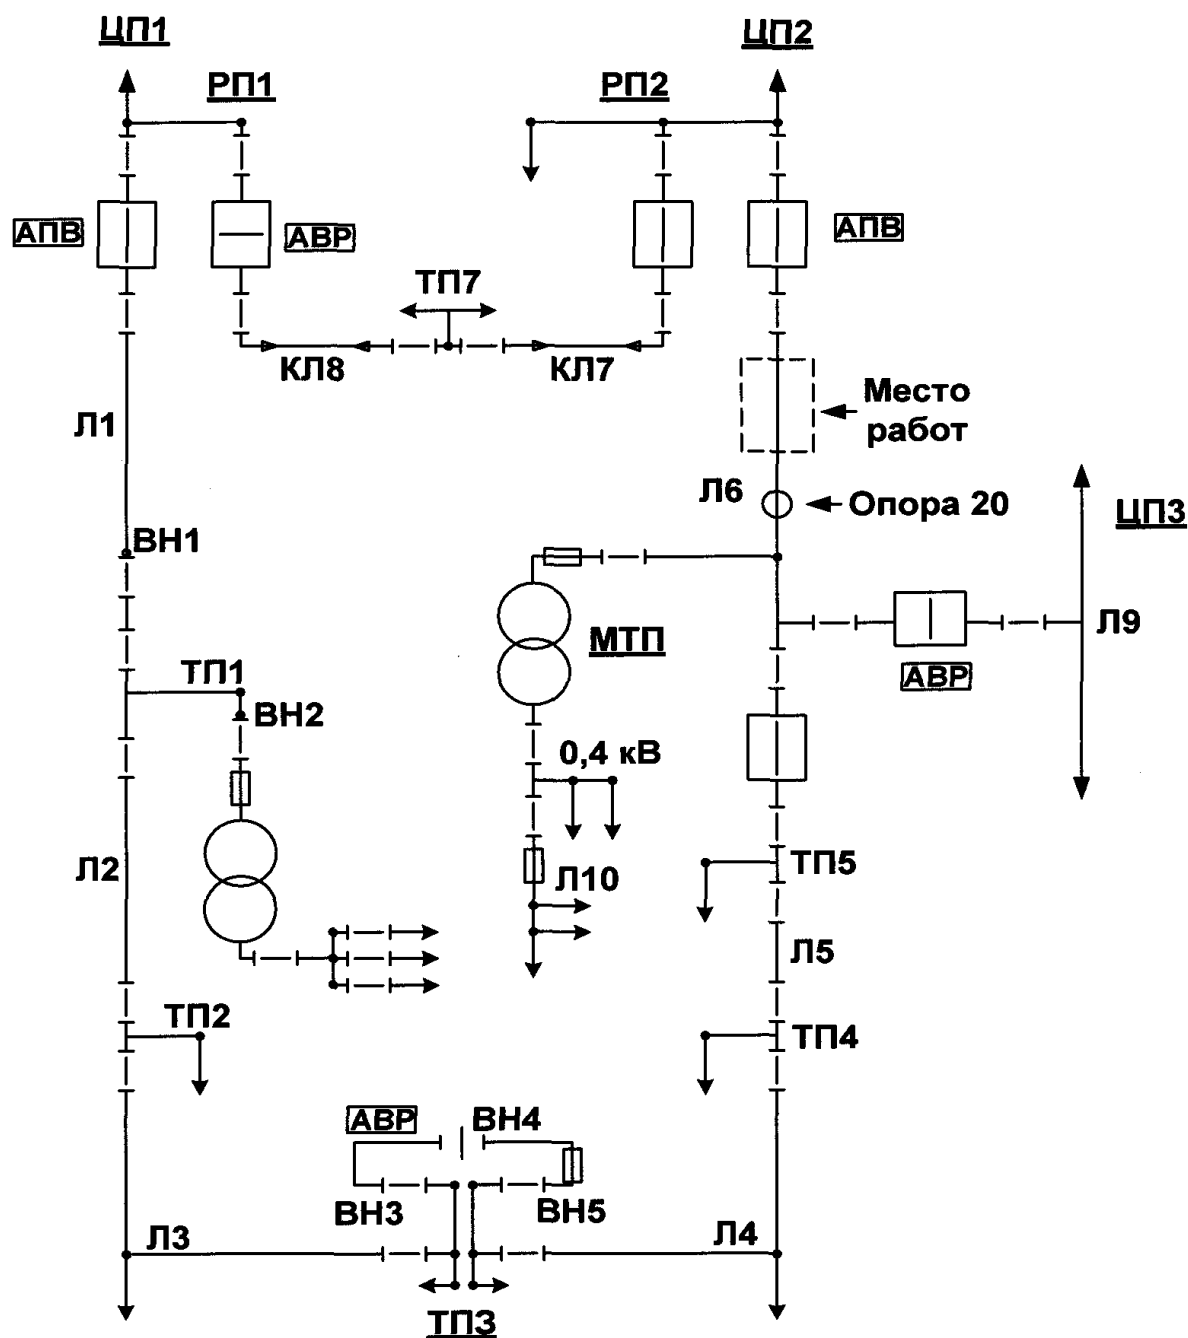 ЦП1
ЦП2
РП1
РП2
АПВ
АВР
АПВ
ТП7
КЛ8
КЛ7
Место
работ
Л1
Л6
Опора 20
ЦП3
ВН1
Л9
МТП
ТП1
АВР
ВН2
0,4 кВ
ТП5
Л2
Л10
Л5
ТП2
ТП4
АВР
ВН4
ВН3
ВН5
Л3
Л4
ТП3